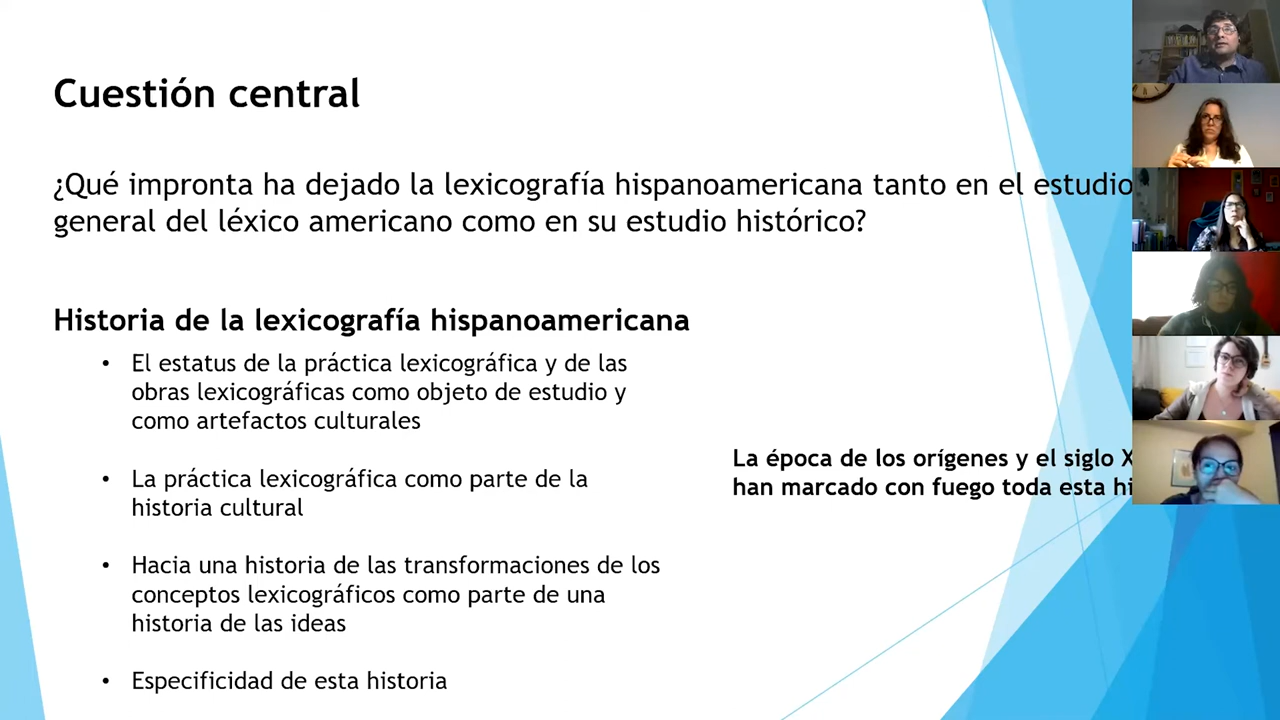 Cuestión central
¿Qué impronta ha dejado la lexicografía hispanoamericana tanto en el estudio
general del léxico americano como en su estudio histórico?
Historia de la lexicografía hispanoamericana
• El estatus de la práctica lexicográfica y de las
obras lexicográficas como objeto de estudio y
como artefactos culturales
• La práctica lexicográfica como parte de la
historia cultural
• Hacia una historia de las transformaciones de los
conceptos lexicográficos como parte de una
historia de las ideas
• Especificidad de esta historia
La época de los orígenes y el siglo
han marcado con fuego toda esta